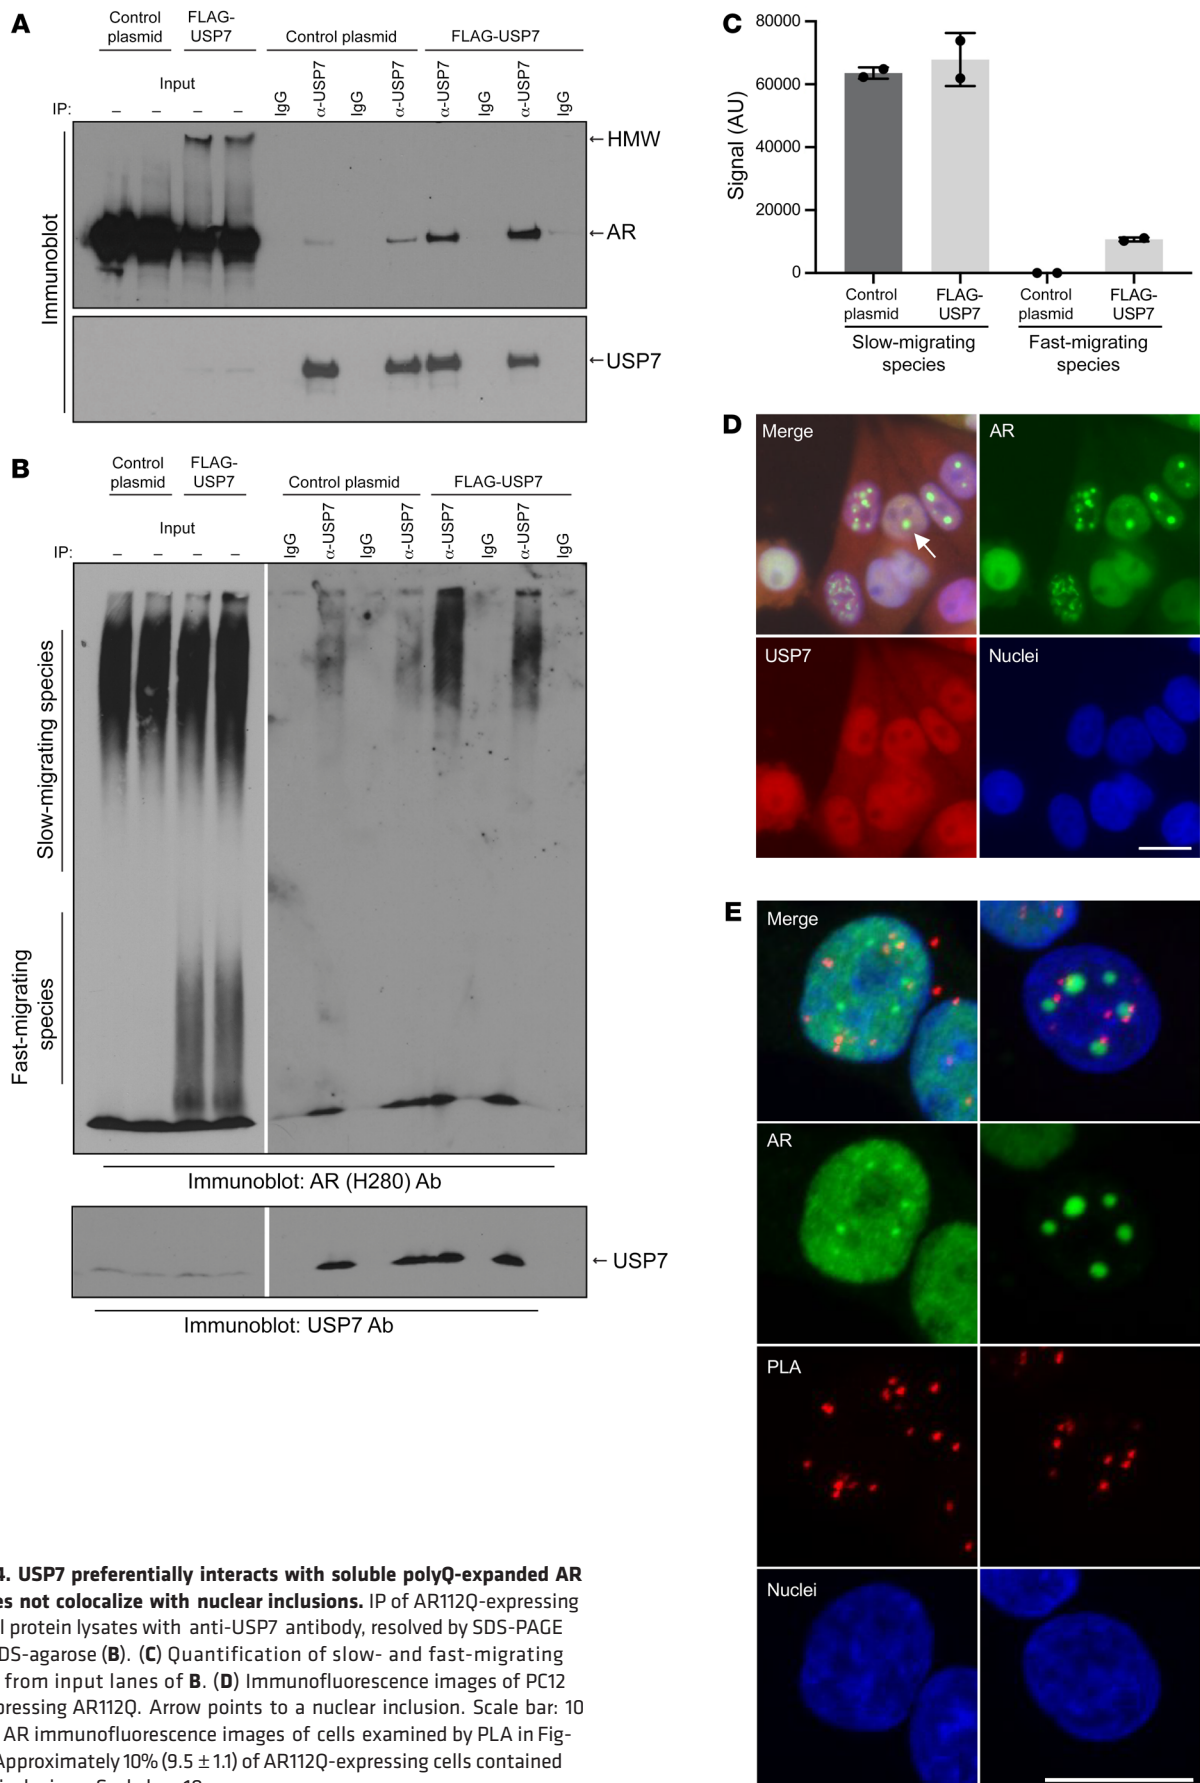 A
Control plasmid
FLAG-USP7
Control plasmid
FLAG-USP7
Input
IP: – – – – IgG α-USP7 IgG α-USP7 α-USP7 IgG α-USP7 IgG
Immunoblot
←HMW
←AR
←USP7
B
Control plasmid
FLAG-USP7
Control plasmid
FLAG-USP7
Input
IP: – – – – IgG α-USP7 IgG α-USP7 α-USP7 IgG α-USP7 IgG
Slow-migrating species
Fast-migrating species
Immunoblot: AR (H280) Ab
← USP7
Immunoblot: USP7 Ab
C
Signal (AU)
80000
60000
40000
20000
0
Control plasmid
FLAG-USP7
Control plasmid
FLAG-USP7
Slow-migrating species
Fast-migrating species
D
Merge
AR
USP7
Nuclei
E
Merge
AR
PLA
Nuclei
4. USP7 preferentially interacts with soluble polyQ-expanded AR
es not colocalize with nuclear inclusions. IP of AR112Q-expressing
l protein lysates with anti-USP7 antibody, resolved by SDS-PAGE
DS-agarose (B). (C) Quantification of slow- and fast-migrating
from input lanes of B. (D) Immunofluorescence images of PC12
pressing AR112Q. Arrow points to a nuclear inclusion. Scale bar: 10
AR immunofluorescence images of cells examined by PLA in Fig-
Approximately 10% (9.5 ± 1.1) of AR112Q-expressing cells contained